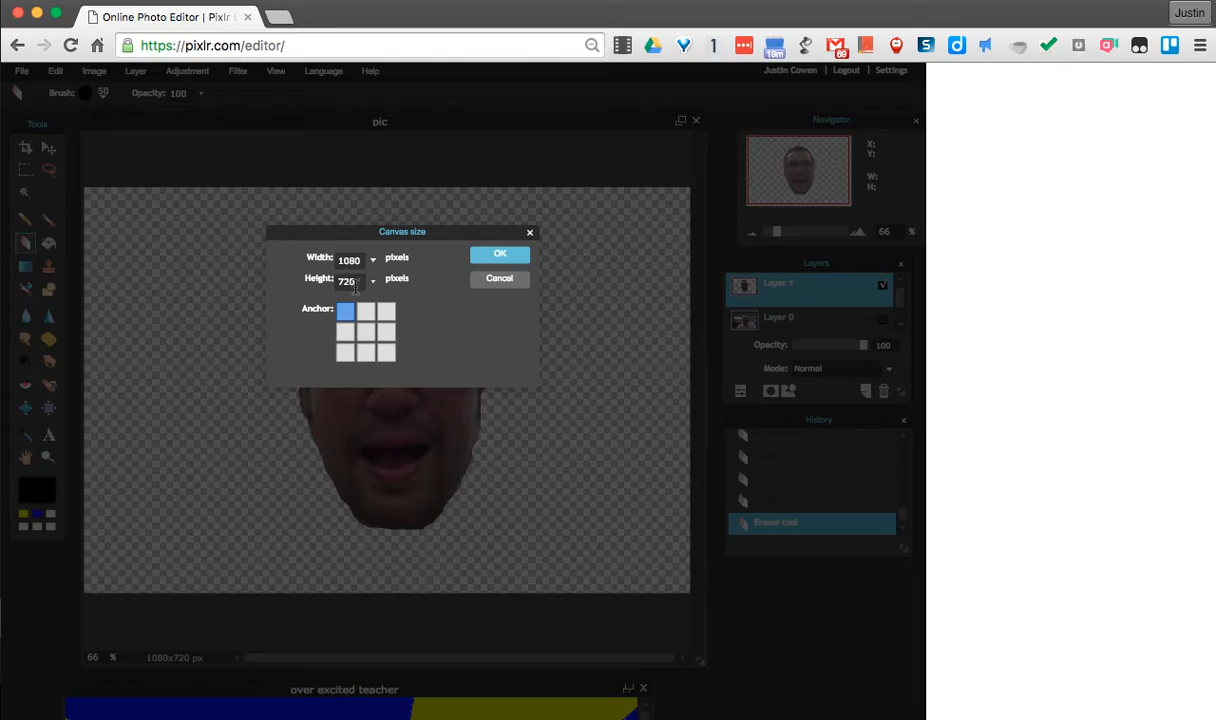 Online Photo Editor | Pixlr
Justin
https://pixlr.com/editor/
19m
69
File Edit Image Layer Adjustment Filter View Language Help
Justin Cowen Logout Settings
Brush: 50 Opacity: 100
Tools
pic
Navigator
X:
Y:
W:
H:
66 %
Canvas size
Width: 1080 pixels
OK
Height: 720 pixels
Cancel
Anchor:
Layers
Layer 1
Layer 0
Opacity: 100
Mode: Normal
History
Eraser tool
66 % 1080x720 px
over excited teacher